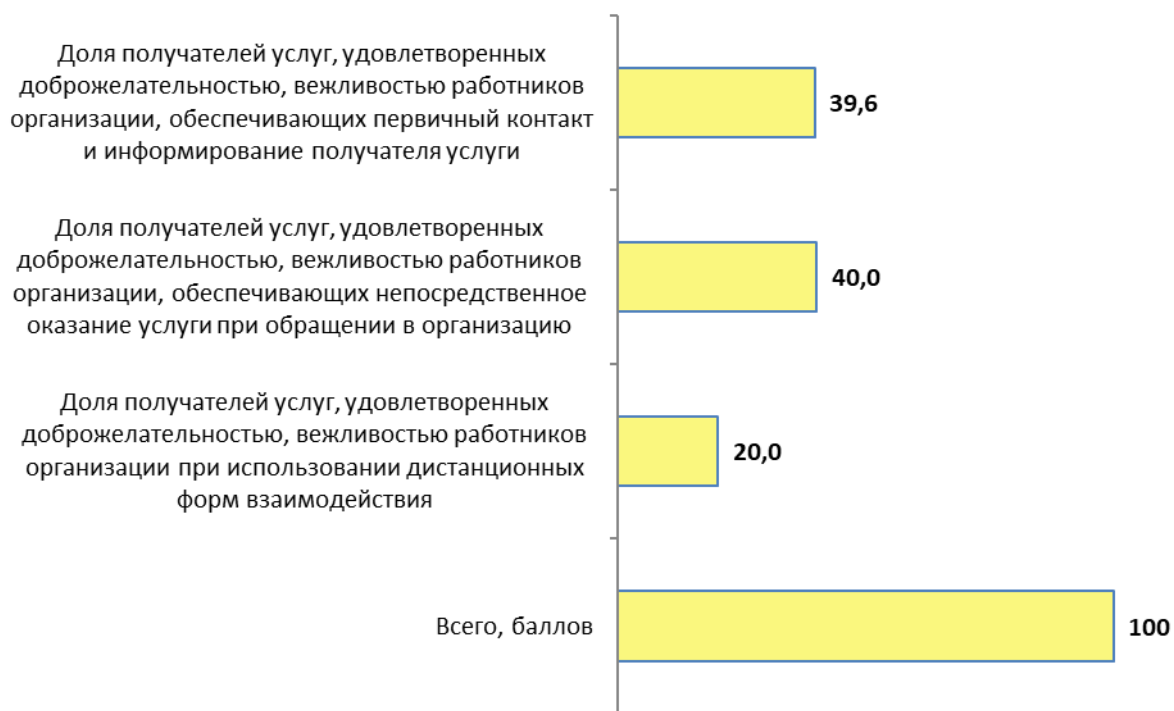 Доля получателей услуг, удовлетворенных
доброжелательностью, вежливостью работников
организации, обеспечивающих первичный контакт
и информирование получателя услуги
39,6
Доля получателей услуг, удовлетворенных
доброжелательностью, вежливостью работников
организации, обеспечивающих непосредственное
оказание услуги при обращении в организацию
40,0
Доля получателей услуг, удовлетворенных
доброжелательностью, вежливостью работников
организации при использовании дистанционных
форм взаимодействия
20,0
Всего, баллов
100